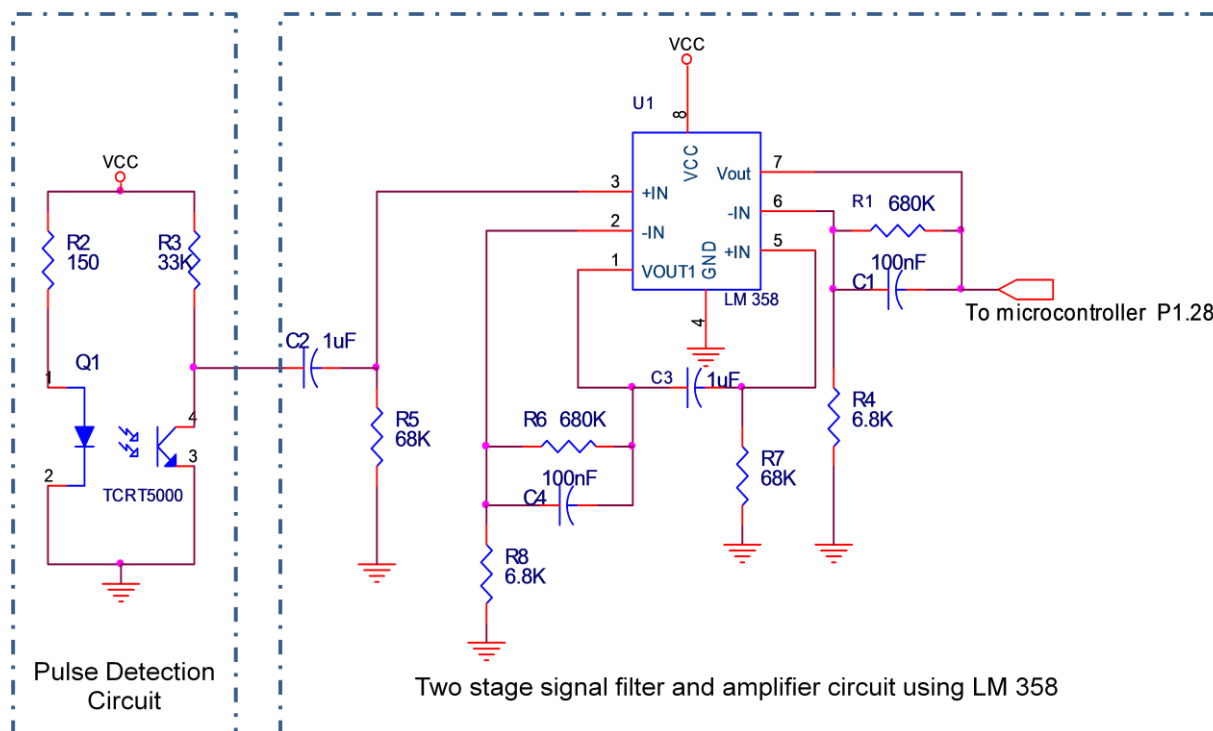 VCC
R2
150
R3
33K
Q1
1
2
4
3
TCRT5000
Pulse Detection
Circuit
C2 1uF
R5
68K
VCC
U1
8
VCC
3 +IN
2 -IN
1 VOUT1
GND
4
Vout 7
-IN 6
+IN 5
LM 358
R1 680K
100nF
C1
To microcontroller P1.28
C3 1uF
R6 680K
100nF
C4
R8
6.8K
R7
68K
R4
6.8K
Two stage signal filter and amplifier circuit using LM 358